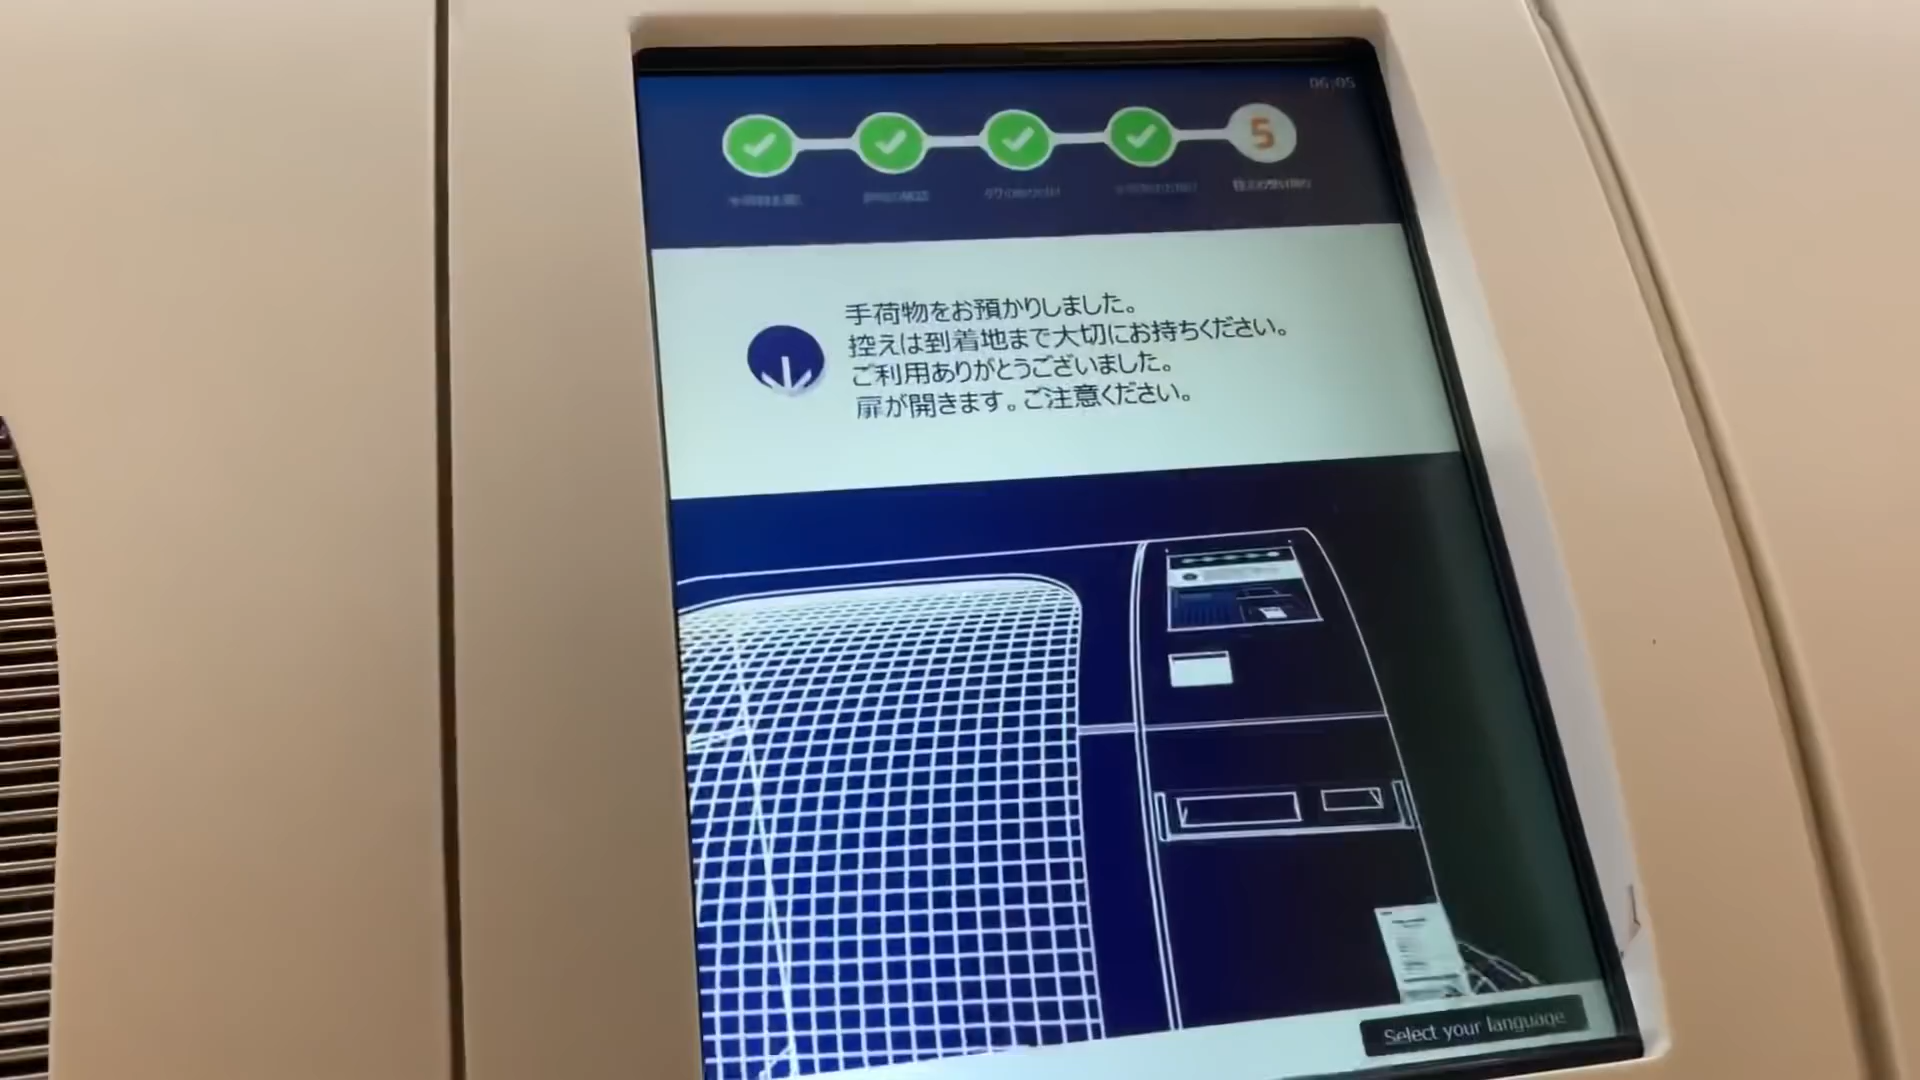 06:05
5
手荷物をお預かりしました。
控えは到着地まで大切にお持ちください。
ご利用ありがとうございました。
扉が開きます。ご注意ください。
Select your language